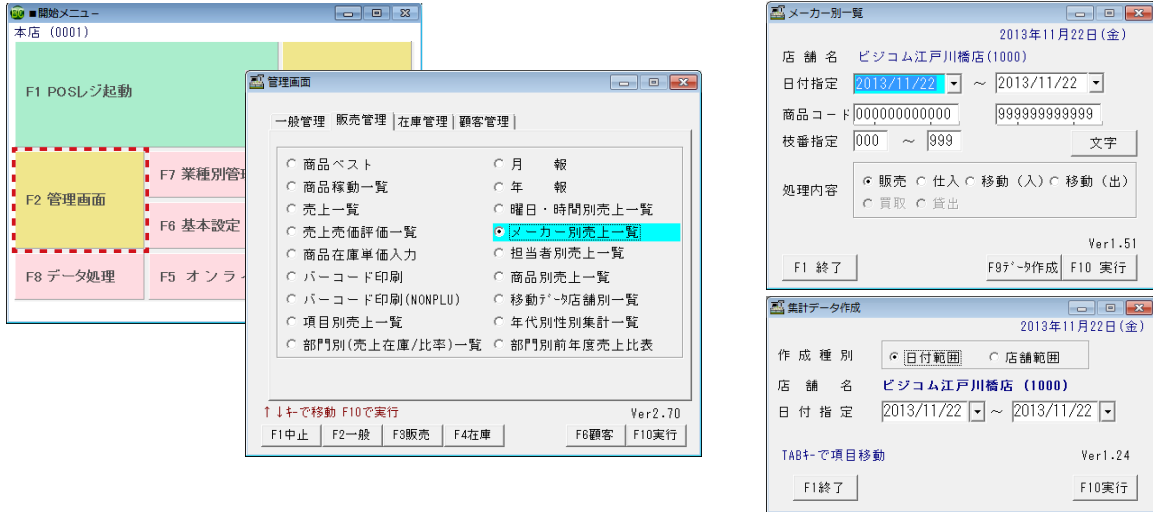 ■開始メニュー
本店 (0001)
F1 POSレジ起動
F2 管理画面
F7 業種別管
F6 基本設定
F8 データ処理
F5 オンラ
管理画面
一般管理 販売管理 在庫管理 顧客管理
商品ベスト
商品稼動一覧
売上一覧
売上売価評価一覧
商品在庫単価入力
バーコード印刷
バーコード印刷(NONPLU)
項目別売上一覧
部門別(売上在庫/比率)一覧
月 報
年 報
曜日・時間別売上一覧
メーカー別売上一覧
担当者別売上一覧
商品別売上一覧
移動ﾃﾞｰﾀ店舗別一覧
年代別性別集計一覧
部門別前年度売上比表
↑↓ｷｰで移動 F10で実行 Ver2.70
F1中止 F2一般 F3販売 F4在庫 F6顧客 F10実行
メーカー別一覧
2013年11月22日(金)
店 舗 名 ビジコム江戸川橋店(1000)
日付指定 2013/11/22 ～ 2013/11/22
商品コード 000000000000 999999999999
枝番指定 000 ～ 999 文字
処理内容 販売 仕入 移動（入） 移動（出）
買取 貸出
Ver1.51
F1 終了 F9ﾃﾞｰﾀ作成 F10 実行
集計データ作成
2013年11月22日(金)
作 成 種 別 日付範囲 店舗範囲
店 舗 名 ビジコム江戸川橋店 (1000)
日 付 指 定 2013/11/22 ～ 2013/11/22
TABｷｰで項目移動 Ver1.24
F1終了 F10実行